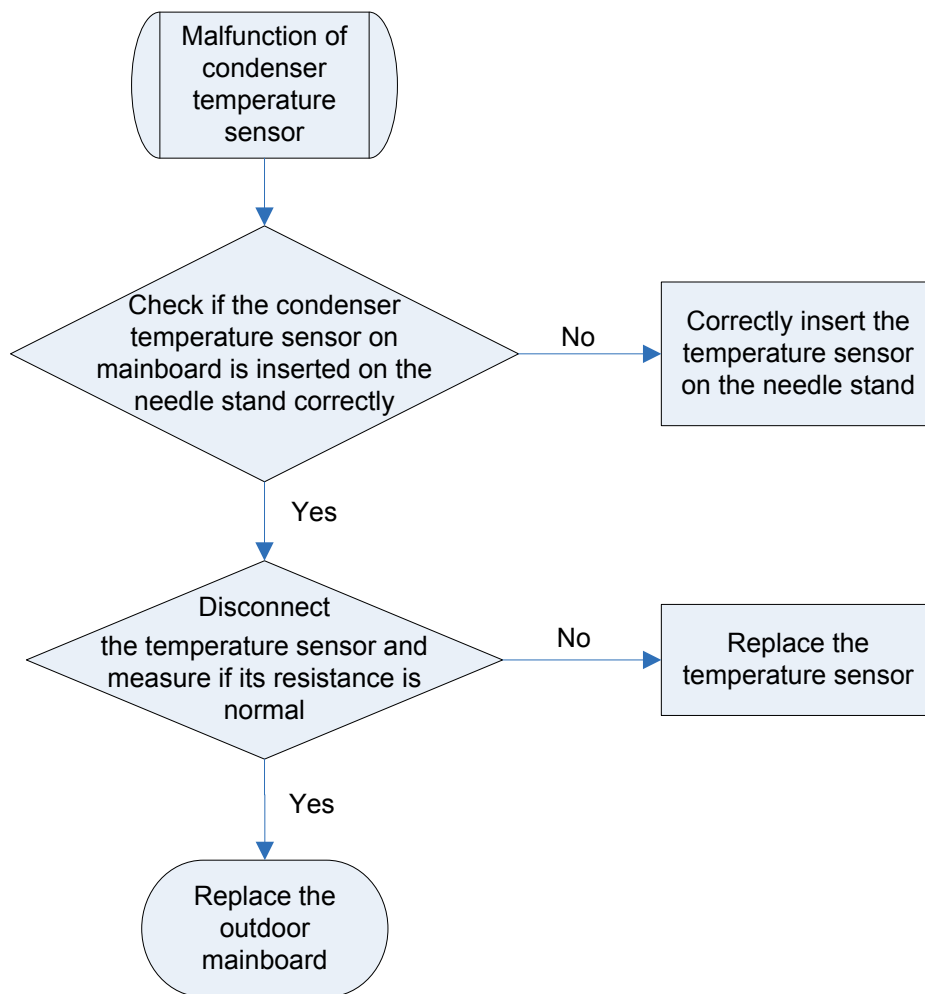 Malfunction of
condenser
temperature
sensor
Check if the condenser
temperature sensor on
mainboard is inserted on the
needle stand correctly
No
Correctly insert the
temperature sensor
on the needle stand
Yes
Disconnect
the temperature sensor and
measure if its resistance is
normal
No
Replace the
temperature sensor
Yes
Replace the
outdoor
mainboard